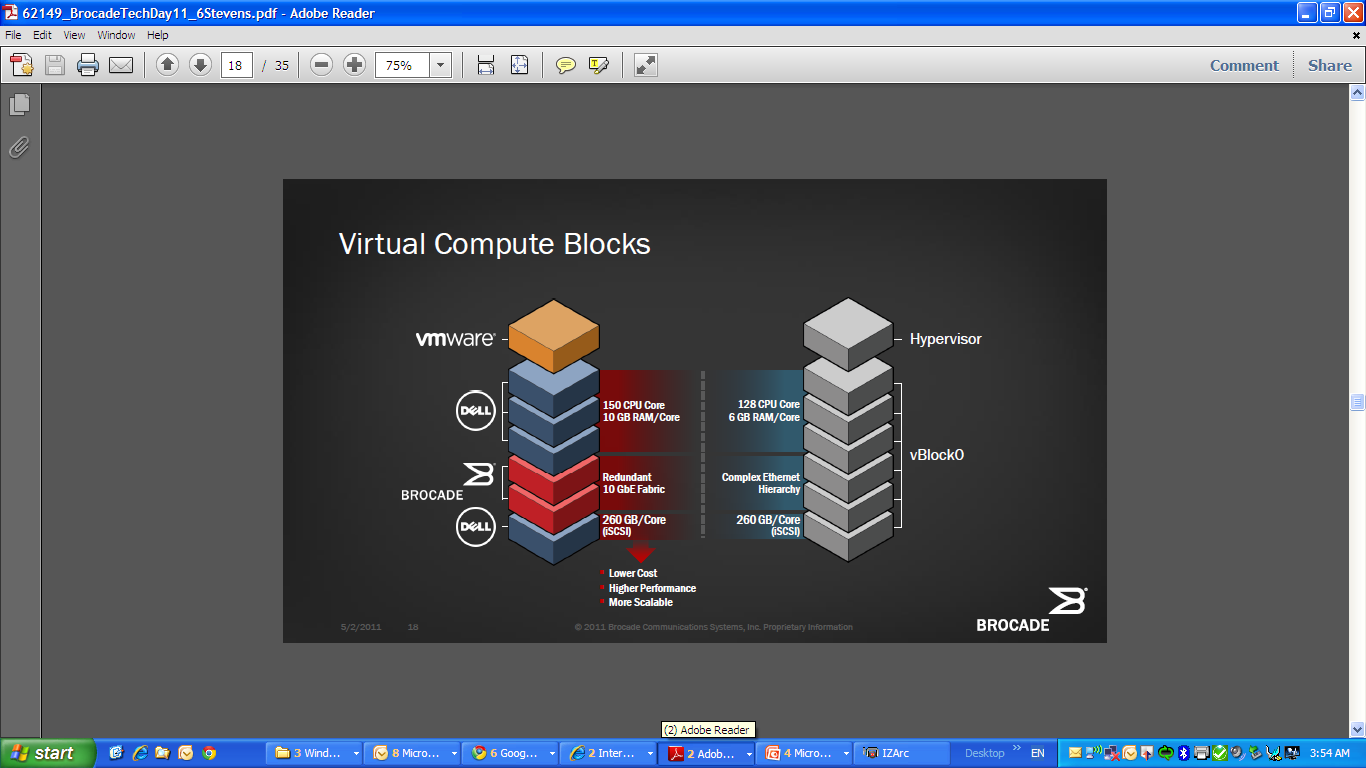 62149_BrocadeTechDay11_6Stevens.pdf - Adobe Reader
File Edit View Window Help
18 / 35 75% Comment Share
Virtual Compute Blocks
vmware®
Hypervisor
DELL
150 CPU Core
10 GB RAM/Core
128 CPU Core
6 GB RAM/Core
vBlock0
BROCADE
Redundant
10 GbE Fabric
Complex Ethernet
Hierarchy
DELL
260 GB/Core
(iSCSI)
260 GB/Core
(iSCSI)
Lower Cost
Higher Performance
More Scalable
5/2/2011 18 © 2011 Brocade Communications Systems, Inc. Proprietary Information
BROCADE
(2) Adobe Reader
start 3 Wind... 8 Micro... 6 Goog... 2 Inter... 2 Adob... 4 Micro... IZArc Desktop » EN 3:54 AM